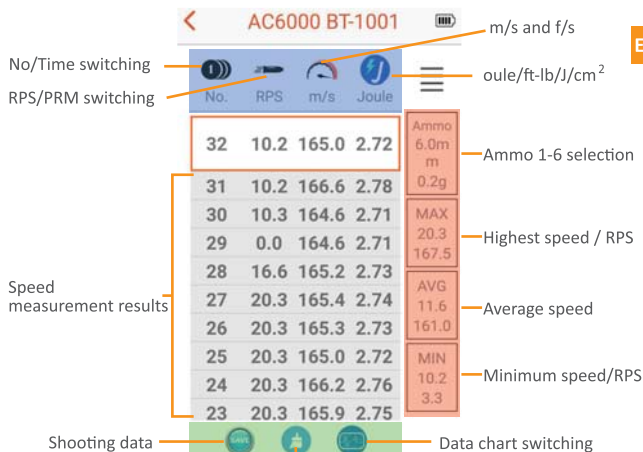 AC6000 BT-1001
m/s and f/s
No/Time switching
oule/ft-lb/J/cm²
RPS/PRM switching
No. RPS m/s Joule
32 10.2 165.0 2.72
31 10.2 166.6 2.78
30 10.3 164.6 2.71
29 0.0 164.6 2.71
28 16.6 165.2 2.73
27 20.3 165.4 2.74
26 20.3 165.3 2.73
25 20.3 165.0 2.72
24 20.3 166.2 2.76
23 20.3 165.9 2.75
Ammo
6.0m
m
0.2g
Ammo 1-6 selection
MAX
20.3
167.5
Highest speed / RPS
Speed
measurement results
AVG
11.6
161.0
Average speed
MIN
10.2
3.3
Minimum speed/RPS
Shooting data
SAVE
Data chart switching